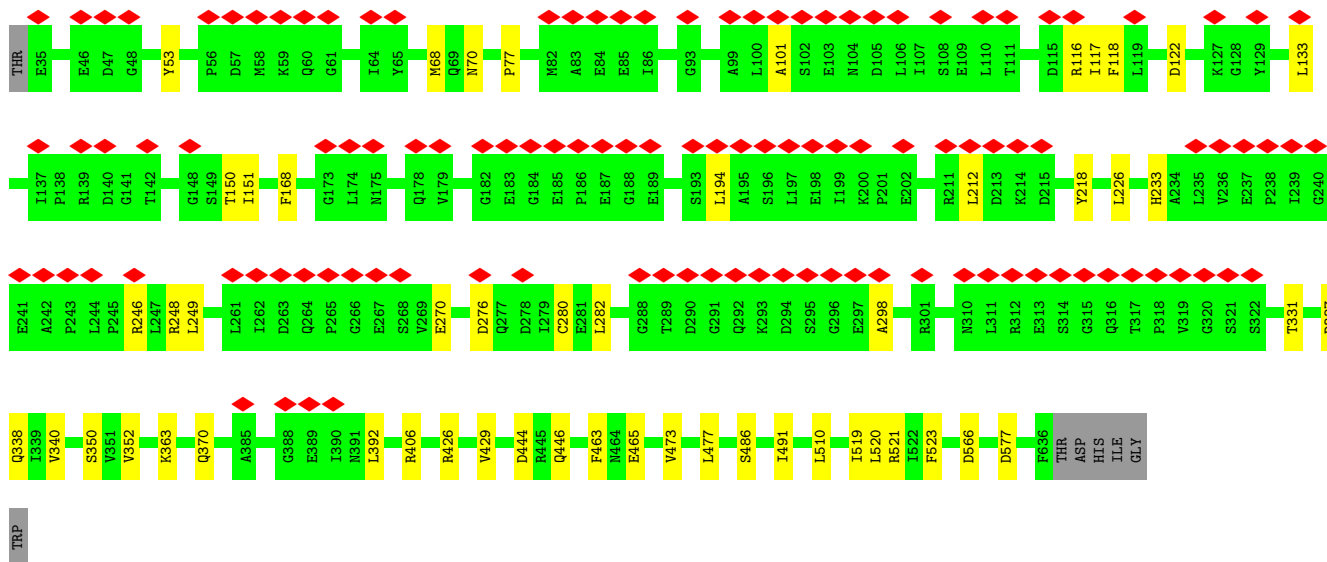 THR E35 E46 D47 G48 Y53 P56 D57 M58 K59 Q60 G61 I64 Y65 M68 Q69 N70 P77 M82 A83 E84 E85 I86 G93 A99 L100 A101 S102 E103 N104 D105 L106 I107 S108 E109 L110 T111 D115 R116 I117 F118 L119 D122 K127 G128 Y129 L133
I137 P138 R139 D140 G141 T142 G148 S149 T150 I151 F168 G173 L174 N175 Q178 V179 G182 E183 G184 E185 P186 E187 G188 E189 S193 L194 A195 S196 L197 E198 I199 K200 P201 E202 R211 L212 D213 K214 D215 Y218 L226 H233 A234 L235 V236 E237 P238 I239 G240
E241 A242 P243 L244 P245 R246 L247 R248 L249 L261 I262 D263 Q264 P265 G266 E267 S268 V269 E270 D276 Q277 D278 I279 C280 E281 L282 G288 T289 D290 G291 Q292 K293 D294 S295 G296 E297 A298 R301 N310 L311 R312 E313 S314 G315 Q316 T317 P318 V319 G320 S321 S322 T331
Q338 I339 V340 S350 V351 V352 K363 Q370 A385 G388 E389 I390 N391 L392 R406 R426 V429 D444 R445 Q446 F463 N464 E465 V473 L477 S486 I491 L510 I519 L520 R521 I522 F523 D566 D577 F636 THR ASP HIS ILE GLY
TRP